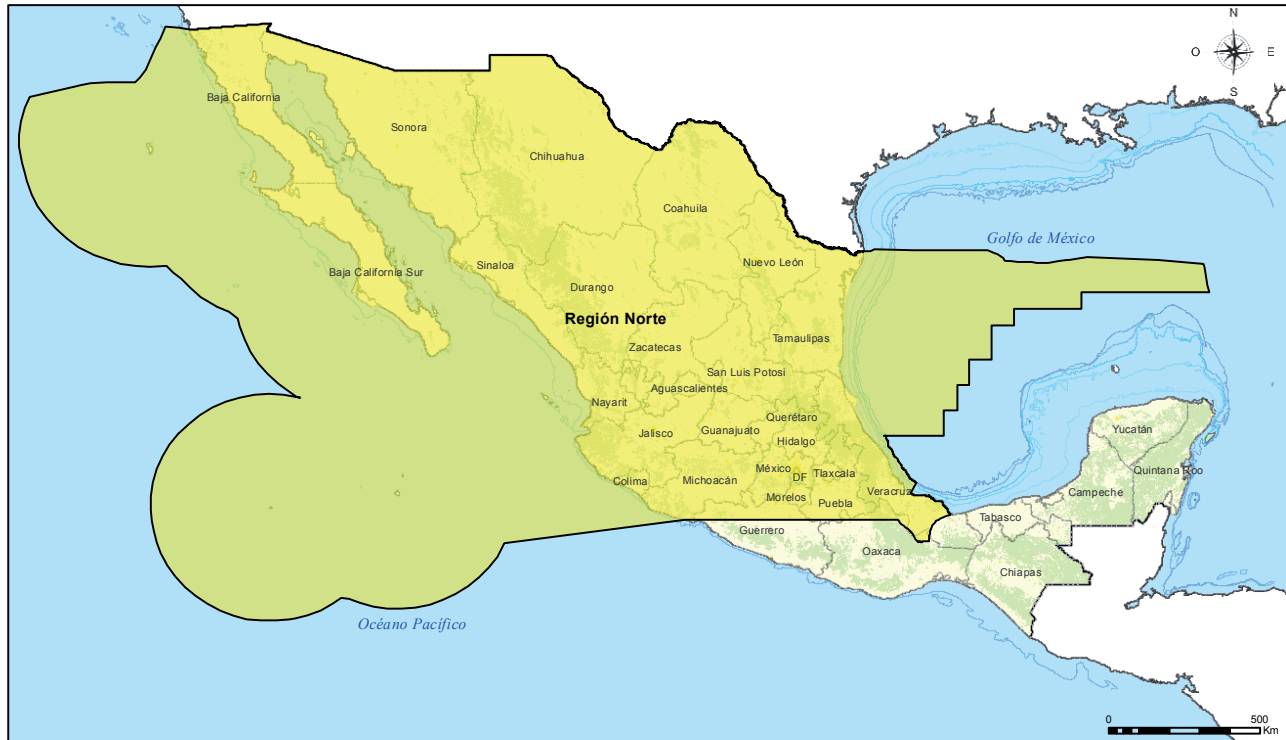 N
O
E
S
Baja California
Sonora
Chihuahua
Coahuila
Golfo de México
Nuevo León
Sinaloa
Baja California Sur
Durango
Región Norte
Tamaulipas
Zacatecas
San Luis Potosi
Aguascalientes
Nayarit
Querétaro
Jalisco
Guanajuato
Hidalgo
Yucatán
México
DF
Tlaxcala
Quintana Roo
Colima
Michoacán
Veracruz
Campeche
Morelos
Puebla
Tabasco
Guerrero
Oaxaca
Chiapas
Océano Pacífico
0
500
Km